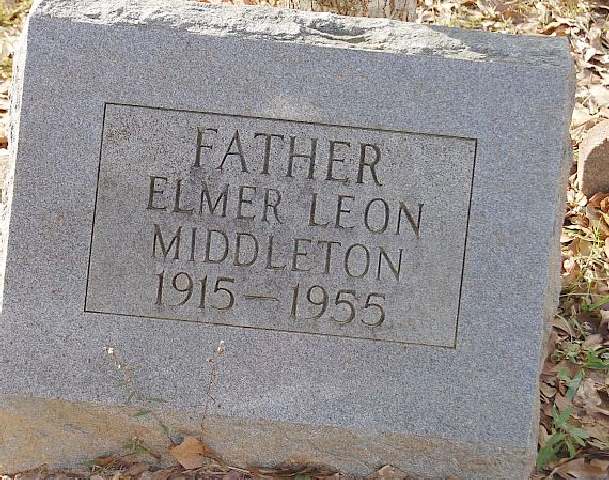 FATHER
ELMER LEON
MIDDLETON
1915—1955